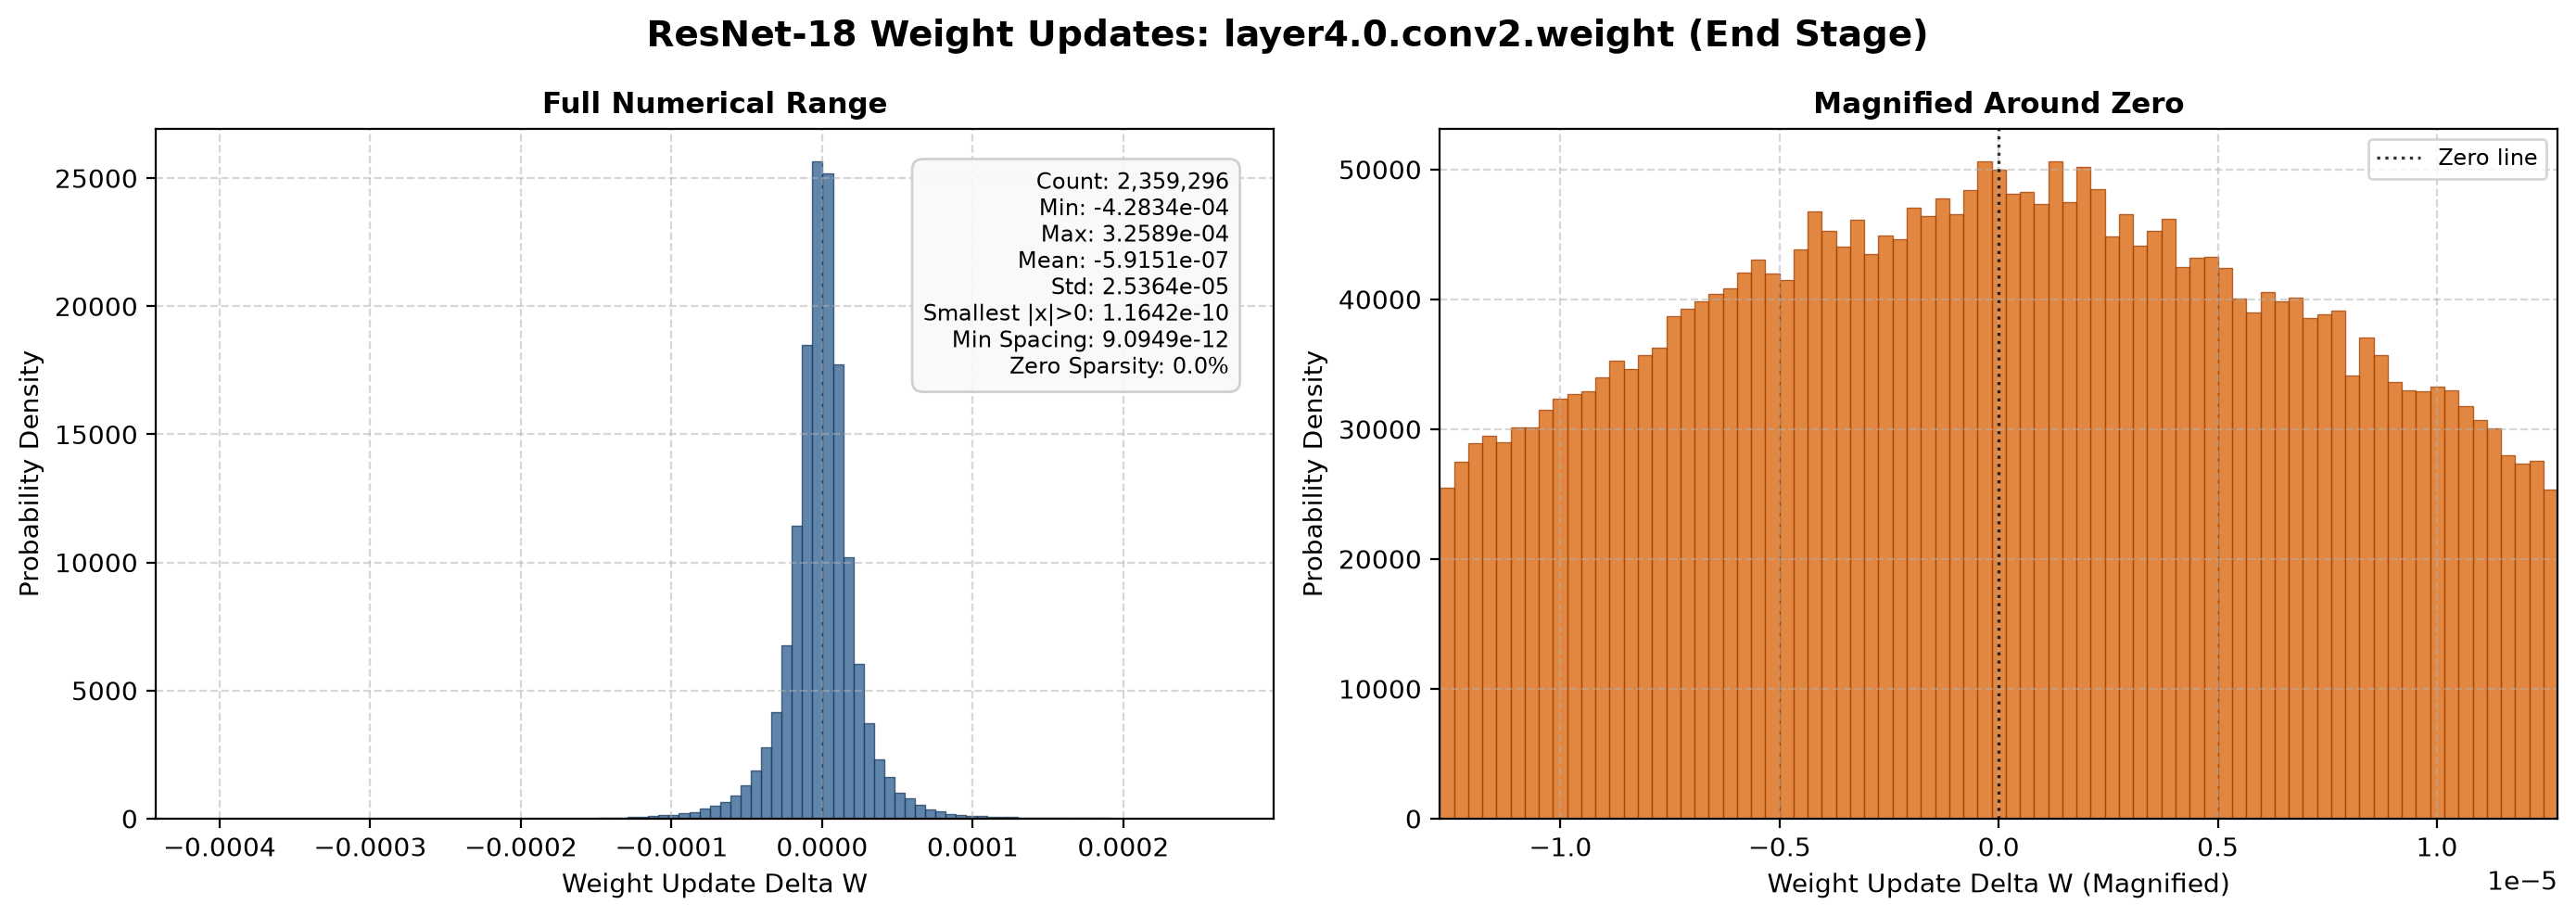 ResNet-18 Weight Updates: layer4.0.conv2.weight (End Stage)
Full Numerical Range
Probability Density
25000
20000
15000
10000
5000
0
Count: 2,359,296
Min: -4.2834e-04
Max: 3.2589e-04
Mean: -5.9151e-07
Std: 2.5364e-05
Smallest |x|>0: 1.1642e-10
Min Spacing: 9.0949e-12
Zero Sparsity: 0.0%
−0.0004 −0.0003 −0.0002 −0.0001 0.0000 0.0001 0.0002
Weight Update Delta W
Magnified Around Zero
Probability Density
50000
40000
30000
20000
10000
0
Zero line
−1.0 −0.5 0.0 0.5 1.0
1e−5
Weight Update Delta W (Magnified)